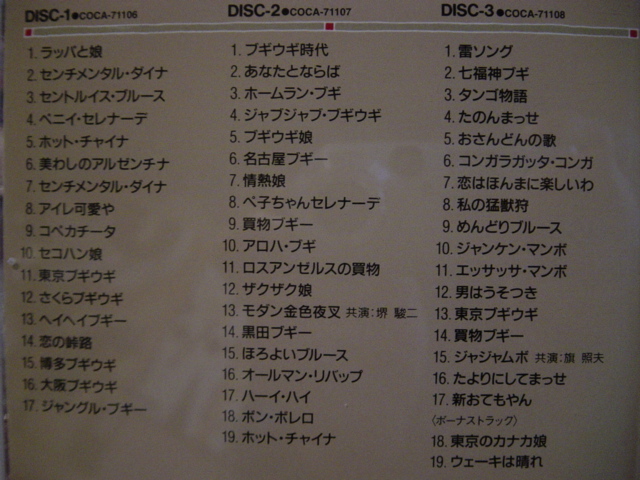 DISC-1●COCA-71106
1. ラッパと娘
2. センチメンタル・ダイナ
3. セントルイス・ブルース
4. ペニイ・セレナーデ
5. ホット・チャイナ
6. 美わしのアルゼンチナ
7. センチメンタル・ダイナ
8. アイレ可愛や
9. コペカチータ
10. セコハン娘
11. 東京ブギウギ
12. さくらブギウギ
13. ヘイヘイブギー
14. 恋の峠路
15. 博多ブギウギ
16. 大阪ブギウギ
17. ジャングル・ブギー
DISC-2●COCA-71107
1. ブギウギ時代
2. あなたとならば
3. ホームラン・ブギ
4. ジャブジャブ・ブギウギ
5. ブギウギ娘
6. 名古屋ブギー
7. 情熱娘
8. ペ子ちゃんセレナーデ
9. 買物ブギー
10. アロハ・ブギ
11. ロスアンゼルスの買物
12. ザクザク娘
13. モダン金色夜叉 共演:堺 駿二
14. 黒田ブギー
15. ほろよいブルース
16. オールマン・リバップ
17. ハーイ・ハイ
18. ボン・ボレロ
19. ホット・チャイナ
DISC-3●COCA-71108
1. 雷ソング
2. 七福神ブギ
3. タンゴ物語
4. たのんまっせ
5. おさんどんの歌
6. コンガラガッタ・コンガ
7. 恋はほんまに楽しいわ
8. 私の猛獣狩
9. めんどりブルース
10. ジャンケン・マンボ
11. エッサッサ・マンボ
12. 男はうそつき
13. 東京ブギウギ
14. 買物ブギー
15. ジャジャムボ 共演:旗 照夫
16. たよりにしてまっせ
17. 新おてもやん
〈ボーナストラック〉
18. 東京のカナカ娘
19. ウェーキは晴れ